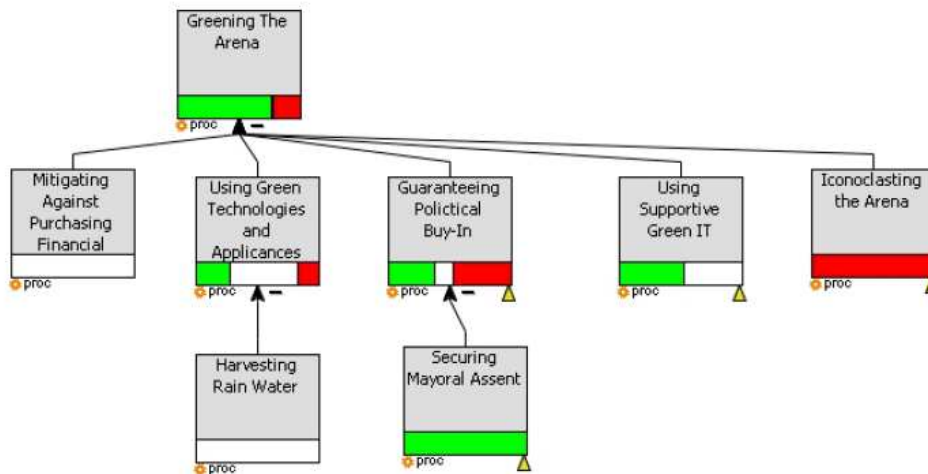 Greening The
Arena
proc
Mitigating
Against
Purchasing
Financial
proc
Using Green
Technologies
and
Applicances
proc
Guaranteeing
Polictical
Buy-In
proc
Using
Supportive
Green IT
proc
Iconoclasting
the Arena
proc
Harvesting
Rain Water
proc
Securing
Mayoral Assent
proc